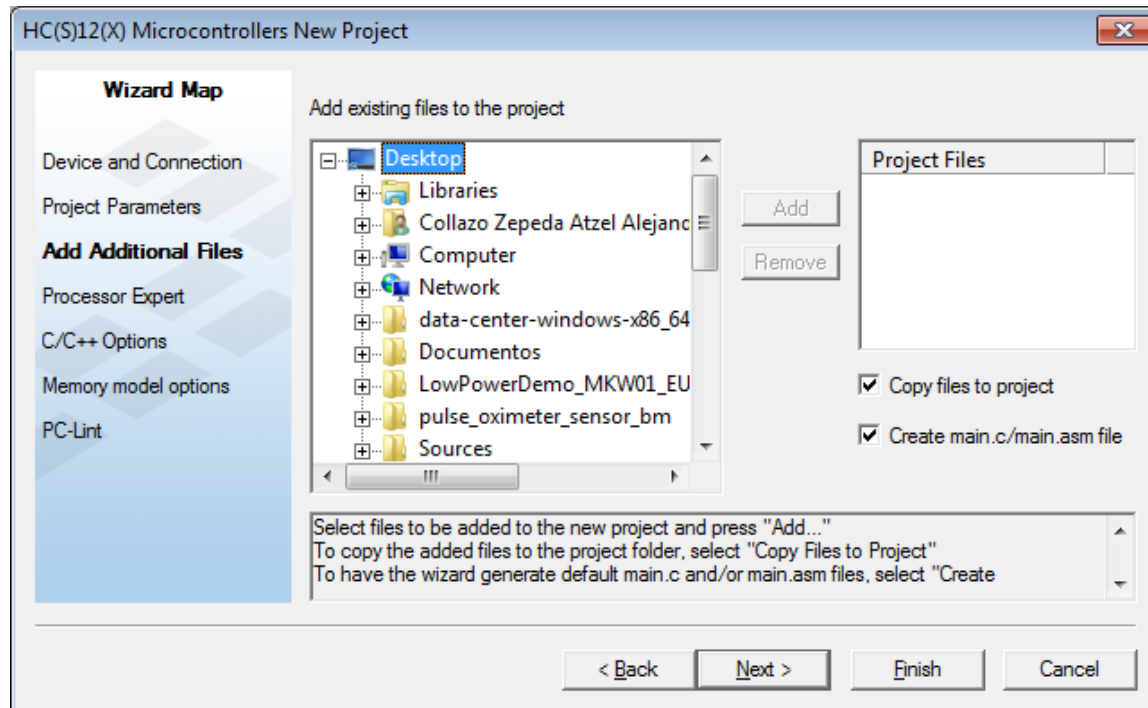 HC(S)12(X) Microcontrollers New Project
Wizard Map
Device and Connection
Project Parameters
Add Additional Files
Processor Expert
C/C++ Options
Memory model options
PC-Lint
Add existing files to the project
Desktop
Libraries
Collazo Zepeda Atzel Alejanc
Computer
Network
data-center-windows-x86_64
Documentos
LowPowerDemo_MKW01_EU
pulse_oximeter_sensor_bm
Sources
Add
Remove
Project Files
Copy files to project
Create main.c/main.asm file
Select files to be added to the new project and press "Add..."
To copy the added files to the project folder, select "Copy Files to Project"
To have the wizard generate default main.c and/or main.asm files, select "Create
< Back
Next >
Finish
Cancel